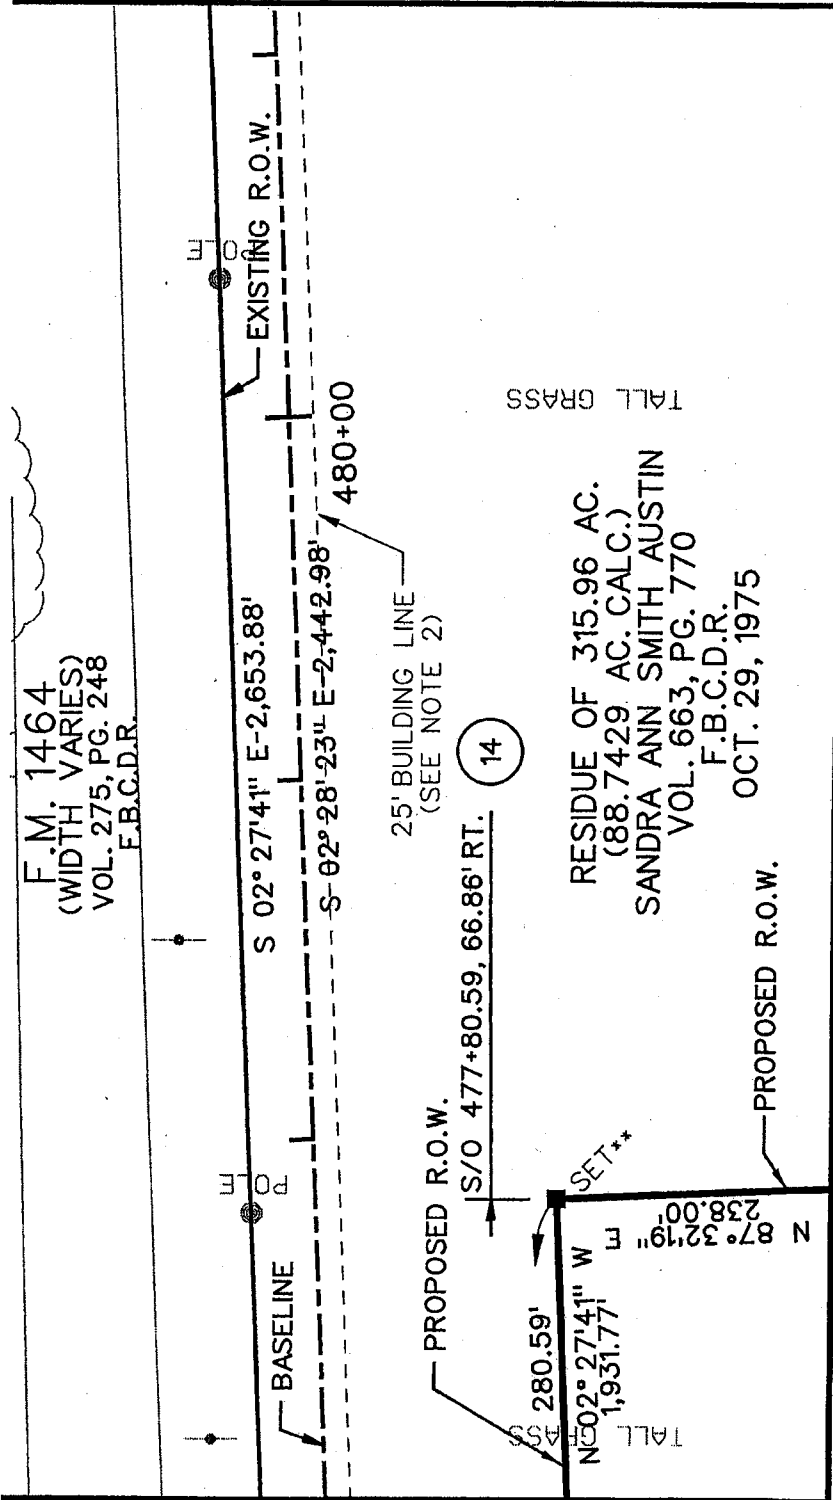 F.M. 1464
(WIDTH VARIES)
VOL. 275, PG. 248
F.B.C.D.R.
POLE
EXISTING R.O.W.
S 02° 27'41" E-2,653.88'
480+00
S 02° 28'23" E-2,442.98'
25' BUILDING LINE
(SEE NOTE 2)
14
TALL GRASS
RESIDUE OF 315.96 AC.
(88.7429 AC. CALC.)
SANDRA ANN SMITH AUSTIN
VOL. 663, PG. 770
F.B.C.D.R.
OCT. 29, 1975
POLE
BASELINE
PROPOSED R.O.W.
S/O 477+80.59, 66.86' RT.
SET**
PROPOSED R.O.W.
280.59'
N 02° 27'41" W
1,931.77'
N 87° 32'19" E
238.00'
TALL GRASS